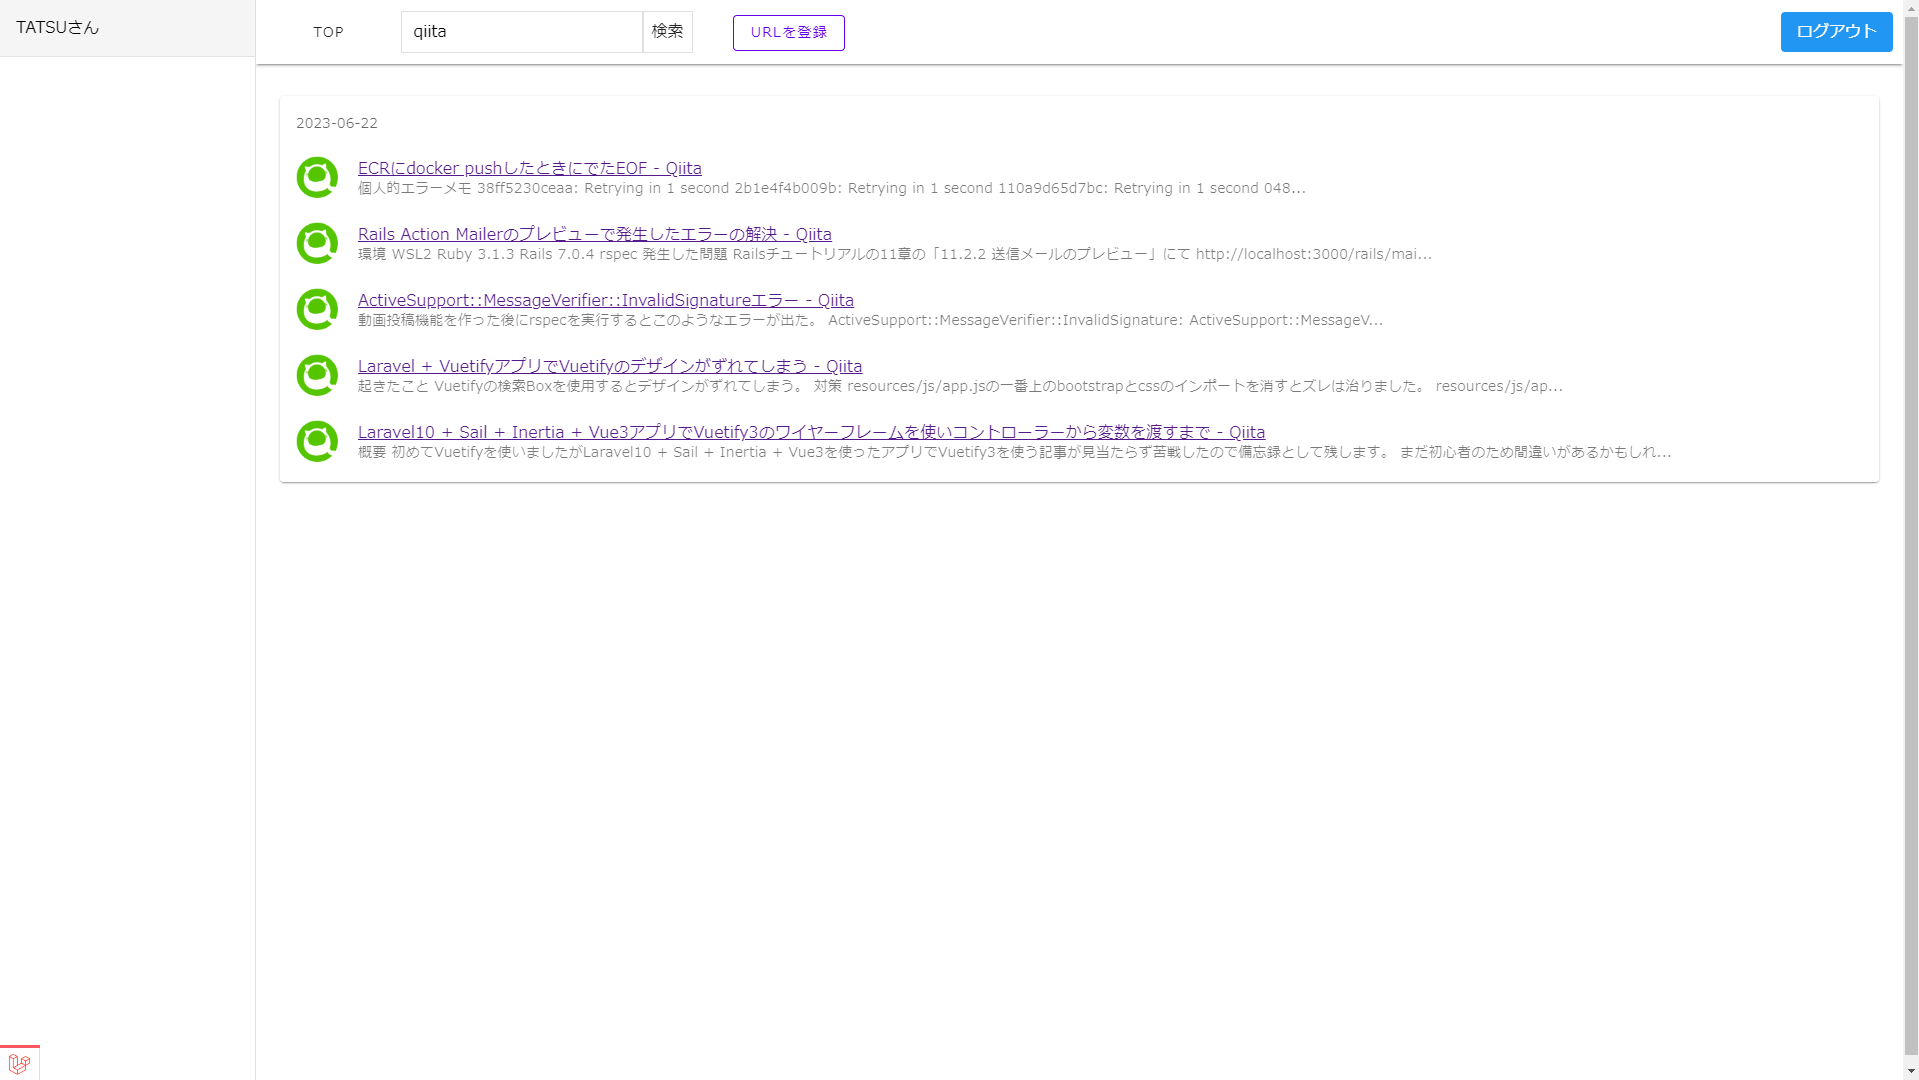 TATSUさん
TOP
qiita
検索
URLを登録
ログアウト
2023-06-22
ECRにdocker pushしたときにでたEOF - Qiita
個人的エラーメモ 38ff5230ceaa: Retrying in 1 second 2b1e4f4b009b: Retrying in 1 second 110a9d65d7bc: Retrying in 1 second 048...
Rails Action Mailerのプレビューで発生したエラーの解決 - Qiita
環境 WSL2 Ruby 3.1.3 Rails 7.0.4 rspec 発生した問題 Railsチュートリアルの11章の「11.2.2 送信メールのプレビュー」にて http://localhost:3000/rails/mai...
ActiveSupport::MessageVerifier::InvalidSignatureエラー - Qiita
動画投稿機能を作った後にrspecを実行するとこのようなエラーが出た。 ActiveSupport::MessageVerifier::InvalidSignature: ActiveSupport::MessageV...
Laravel + VuetifyアプリでVuetifyのデザインがずれてしまう - Qiita
起きたこと Vuetifyの検索Boxを使用するとデザインがずれてしまう。 対策 resources/js/app.jsの一番上のbootstrapとcssのインポートを消すとズレは治りました。 resources/js/ap...
Laravel10 + Sail + Inertia + Vue3アプリでVuetify3のワイヤーフレームを使いコントローラーから変数を渡すまで - Qiita
概要 初めてVuetifyを使いましたがLaravel10 + Sail + Inertia + Vue3を使ったアプリでVuetify3を使う記事が見当たらず苦戦したので備忘録として残します。 まだ初心者のため間違いがあるかもしれ...